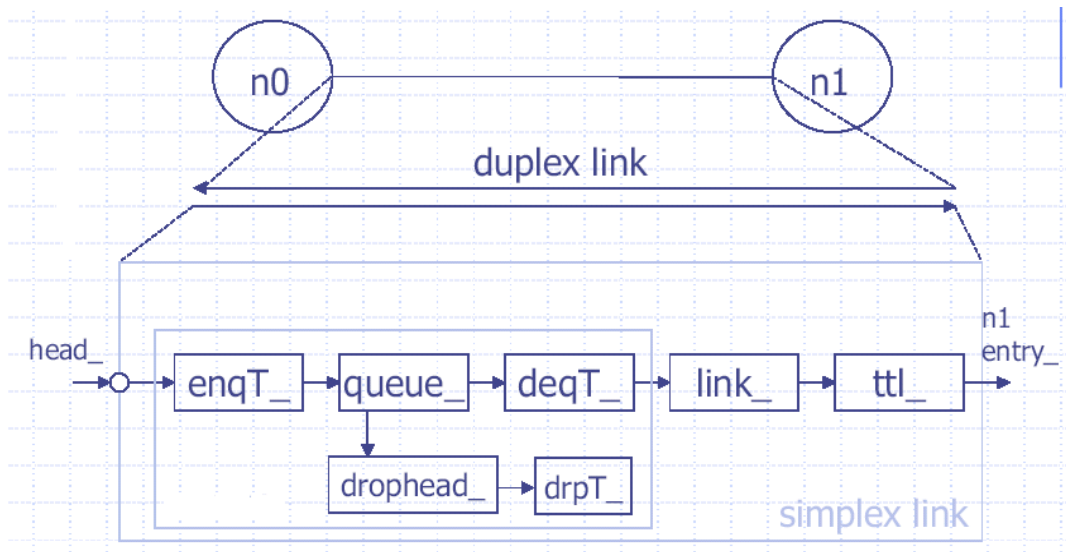 n0
n1
duplex link
head_
n1
entry_
enqT_
queue_
deqT_
link_
ttl_
drophead_
drpT_
simplex link